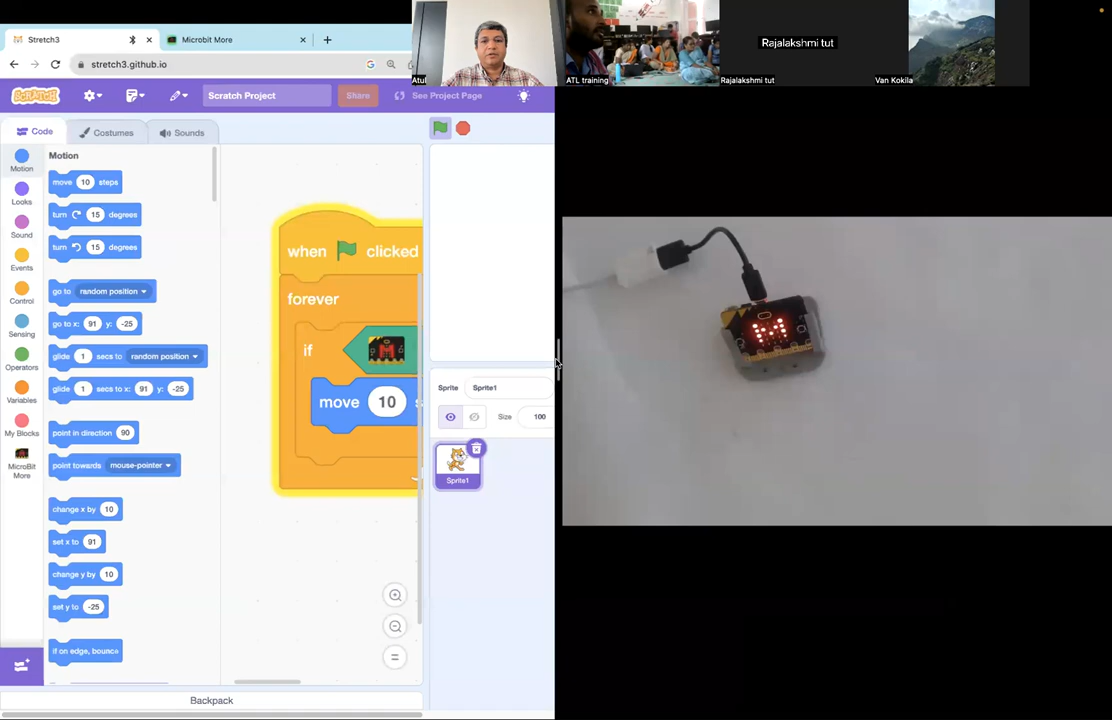 Stretch3
Microbit More
stretch3.github.io
SCRATCH
Scratch Project
Share
See Project Page
Code
Costumes
Sounds
Motion
Looks
Sound
Events
Control
Sensing
Operators
Variables
My Blocks
MicroBit
More
Motion
move 10 steps
turn 15 degrees
turn 15 degrees
go to random position
go to x: 91 y: -25
glide 1 secs to random position
glide 1 secs to x: 91 y: -25
point in direction 90
point towards mouse-pointer
change x by 10
set x to 91
change y by 10
set y to -25
if on edge, bounce
when clicked
forever
if
move 10
Sprite Sprite1
Size 100
Sprite1
Backpack
Atul
ATL training
Rajalakshmi tut
Rajalakshmi tut
Van Kokila